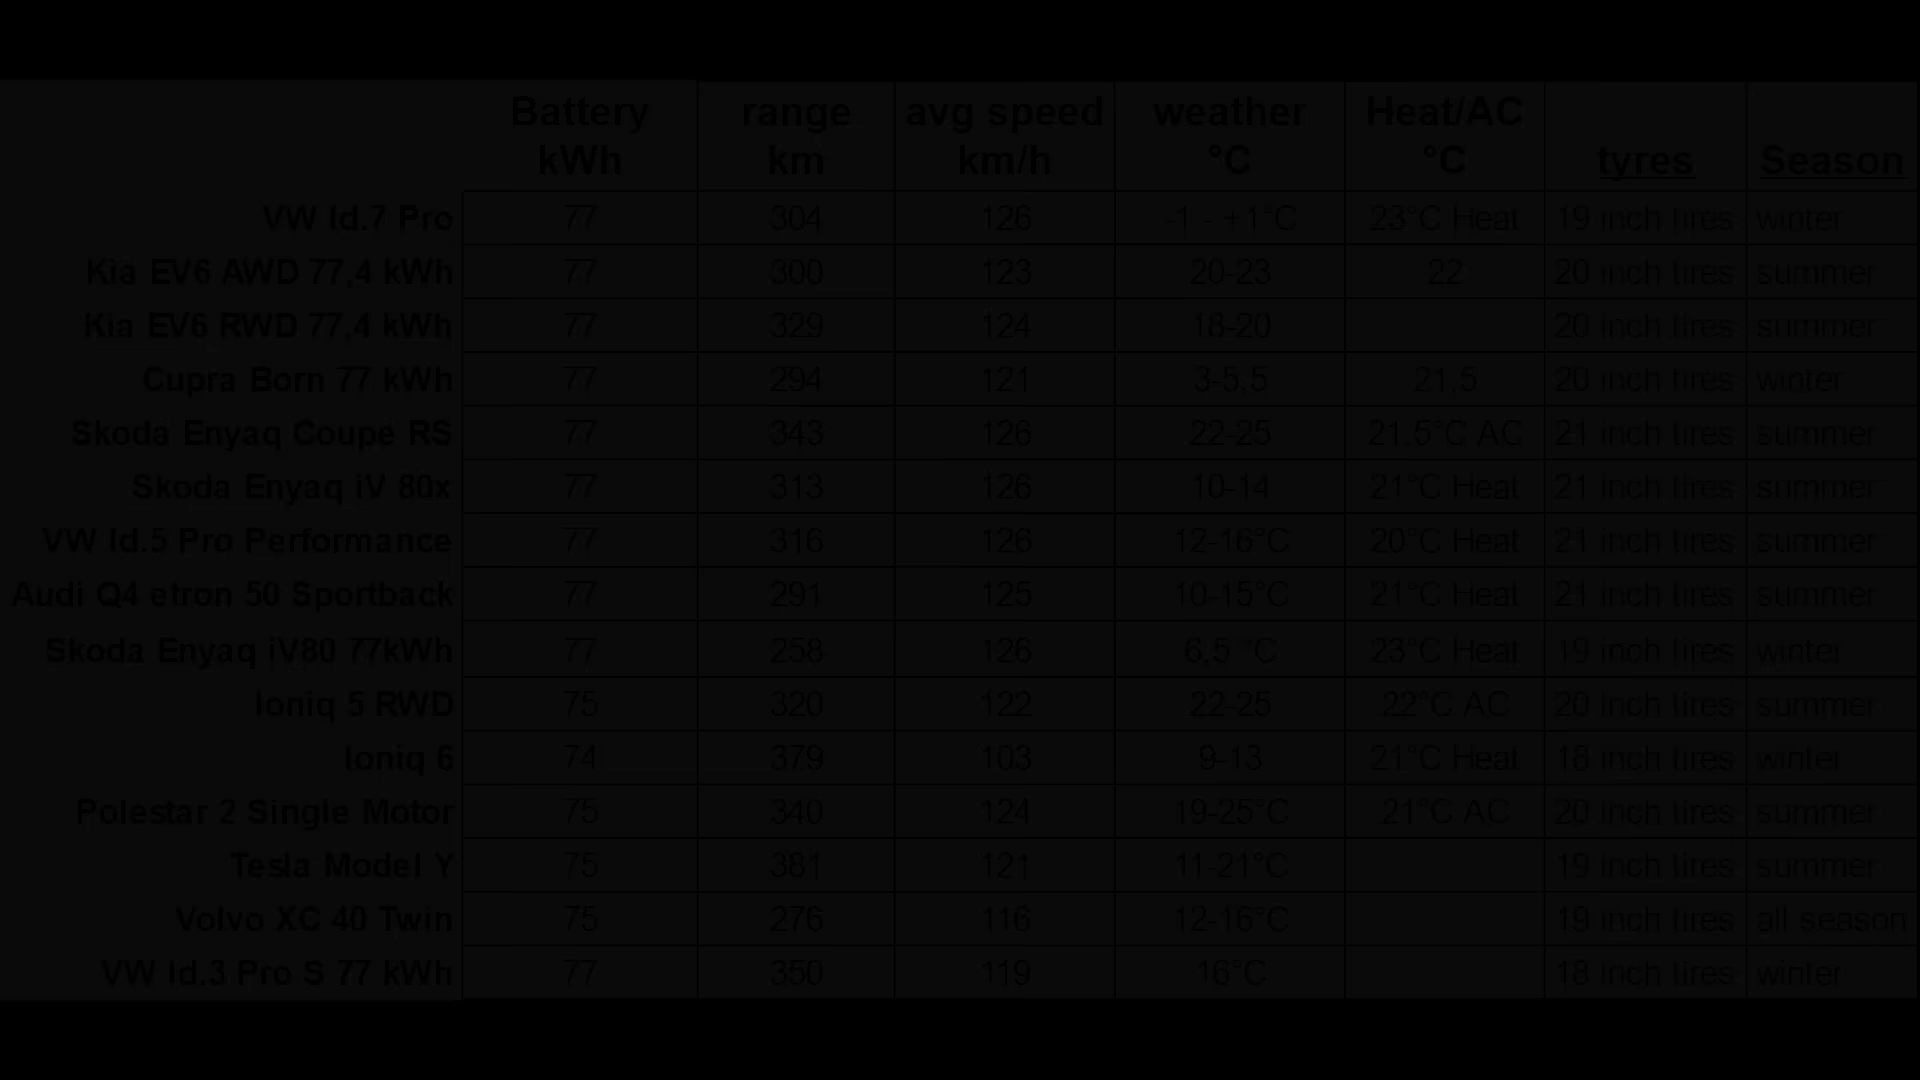 Battery range avg speed weather Heat/AC
kWh km km/h °C °C tyres Season
VW Id.7 Pro 77 304 126 -1 - +1°C 23°C Heat 19 inch tires winter
Kia EV6 AWD 77,4 kWh 77 300 123 20-23 22 20 inch tires summer
Kia EV6 RWD 77,4 kWh 77 329 124 18-20 20 inch tires summer
Cupra Born 77 kWh 77 294 121 3-5,5 21,5 20 inch tires winter
Skoda Enyaq Coupe RS 77 343 126 22-25 21.5°C AC 21 inch tires summer
Skoda Enyaq iV 80x 77 313 126 10-14 21°C Heat 21 inch tires summer
VW Id.5 Pro Performance 77 316 126 12-16°C 20°C Heat 21 inch tires summer
Audi Q4 etron 50 Sportback 77 291 125 10-15°C 21°C Heat 21 inch tires summer
Skoda Enyaq iV80 77kWh 77 258 126 6,5 °C 23°C Heat 19 inch tires winter
Ioniq 5 RWD 75 320 122 22-25 22°C AC 20 inch tires summer
Ioniq 6 74 379 103 9-13 21°C Heat 18 inch tires winter
Polestar 2 Single Motor 75 340 124 19-25°C 21°C AC 20 inch tires summer
Tesla Model Y 75 381 121 11-21°C 19 inch tires summer
Volvo XC 40 Twin 75 276 116 12-16°C 19 inch tires all season
VW Id.3 Pro S 77 kWh 77 350 119 16°C 18 inch tires winter